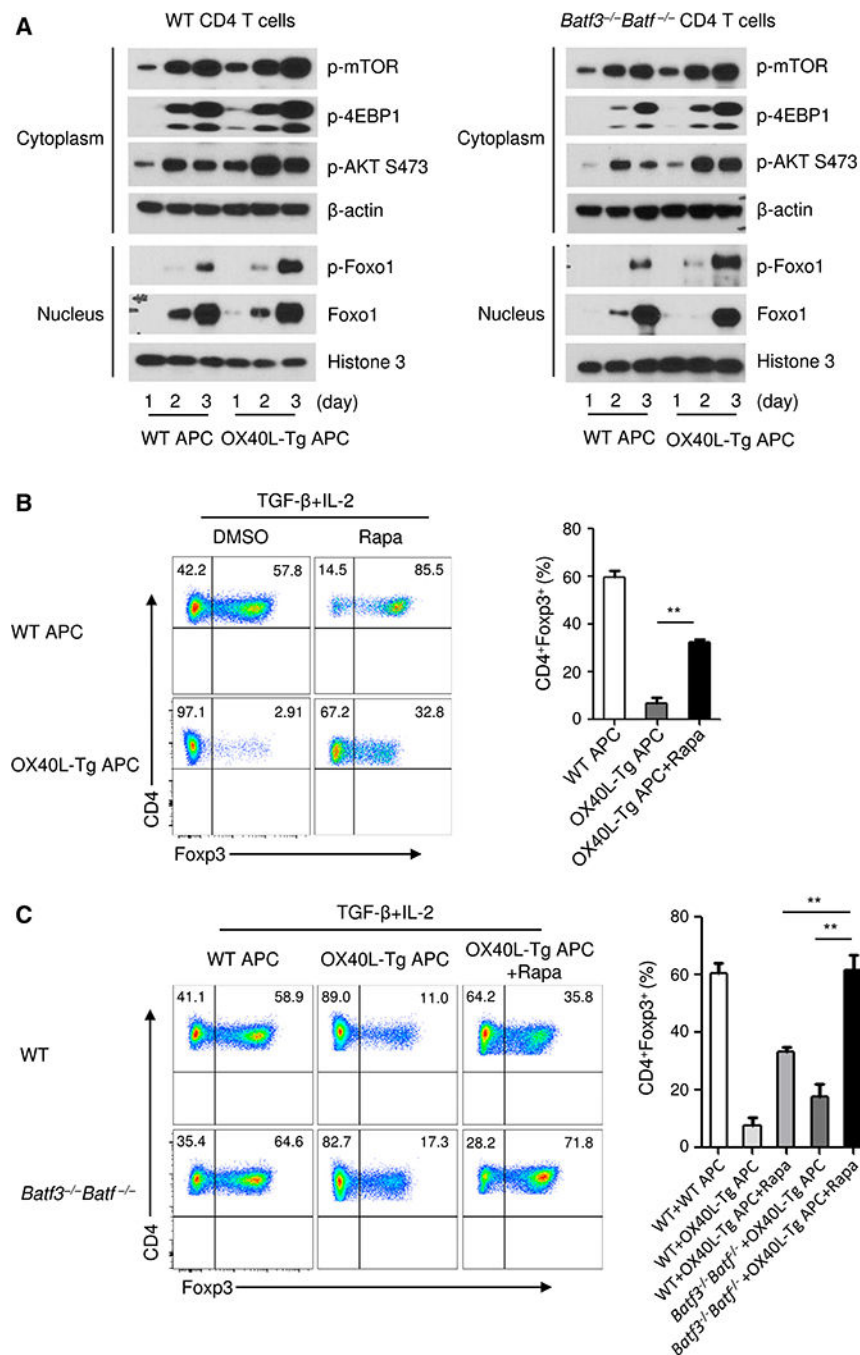 A
WT CD4 T cells
Batf3⁻/⁻Batf⁻/⁻ CD4 T cells
Cytoplasm
p-mTOR
p-4EBP1
p-AKT S473
β-actin
Nucleus
p-Foxo1
Foxo1
Histone 3
1 2 3 1 2 3 (day)
WT APC OX40L-Tg APC
Cytoplasm
p-mTOR
p-4EBP1
p-AKT S473
β-actin
Nucleus
p-Foxo1
Foxo1
Histone 3
1 2 3 1 2 3 (day)
WT APC OX40L-Tg APC
B
TGF-β+IL-2
DMSO Rapa
42.2 57.8 14.5 85.5
WT APC
97.1 2.91 67.2 32.8
OX40L-Tg APC
CD4
Foxp3
CD4⁺Foxp3⁺ (%)
80
60
40
20
0
**
WT APC
OX40L-Tg APC
OX40L-Tg APC+Rapa
C
TGF-β+IL-2
WT APC OX40L-Tg APC OX40L-Tg APC
+Rapa
41.1 58.9 89.0 11.0 64.2 35.8
WT
35.4 64.6 82.7 17.3 28.2 71.8
Batf3⁻/⁻Batf⁻/⁻
CD4
Foxp3
CD4⁺Foxp3⁺ (%)
80
60
40
20
0
**
**
WT+WT APC
WT+OX40L-Tg APC
WT+OX40L-Tg APC+Rapa
Batf3⁻/⁻Batf⁻/⁻+OX40L-Tg APC
Batf3⁻/⁻Batf⁻/⁻+OX40L-Tg APC+Rapa